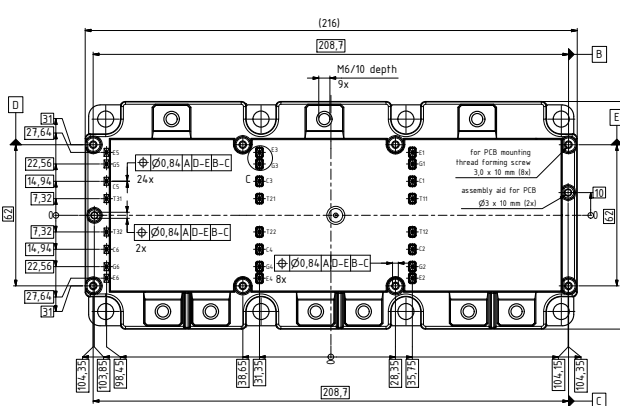 (216)
208,7
B
M6/10 depth
9x
D
E
31
27,64
22,56
14,94
7,32
62
7,32
14,94
22,56
27,64
31
E5
G5
C5
T31
T32
C6
G6
E6
⌖ Ø0,84 A D-E B-C
24x
⌖ Ø0,84 A D-E B-C
2x
⌖ Ø0,84 A D-E B-C
8x
E3
G3
C
C3
T21
T22
C4
G4
E4
E1
G1
C1
T11
T12
C2
G2
E2
for PCB mounting
thread forming screw
3,0 x 10 mm (8x)
assembly aid for PCB
Ø3 x 10 mm (2x)
10
62
0
0
0
104,35
103,85
98,45
38,65
31,35
28,35
35,75
104,15
104,35
208,7
C